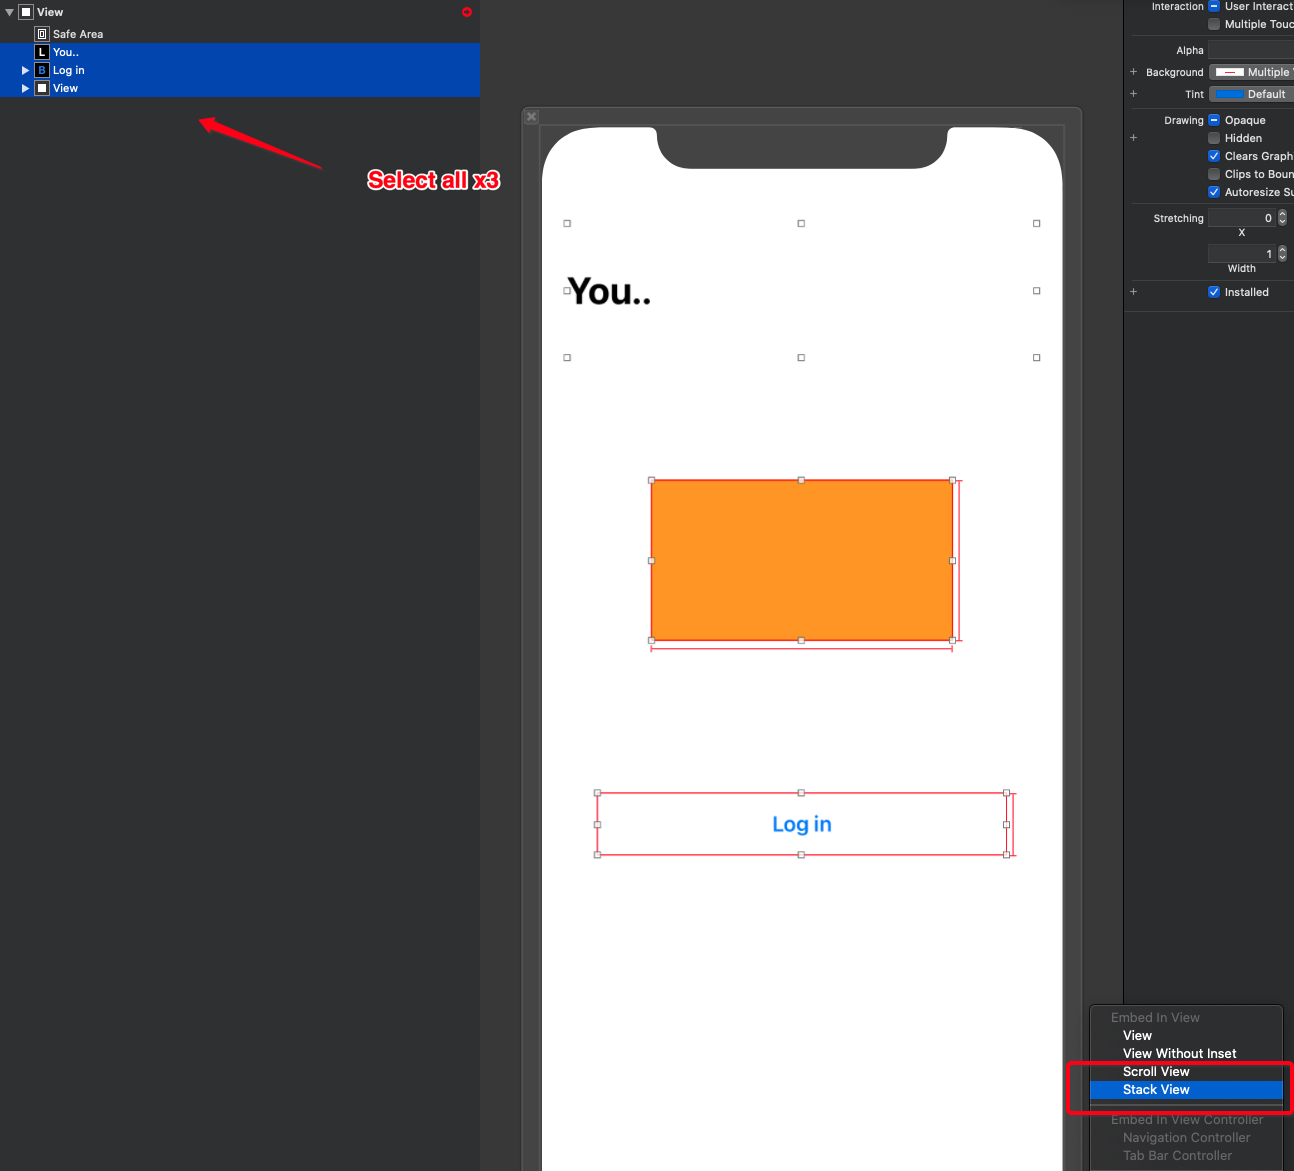 View
Safe Area
L You..
B Log in
View
Select all x3
You..
Log in
Interaction
User Interact
Multiple Touc
Alpha
+ Background Multiple
+ Tint Default
Drawing Opaque
+ Hidden
Clears Graph
Clips to Boun
Autoresize Su
Stretching 0
X
1
Width
+ Installed
Embed In View
View
View Without Inset
Scroll View
Stack View
Embed In View Controller
Navigation Controller
Tab Bar Controller